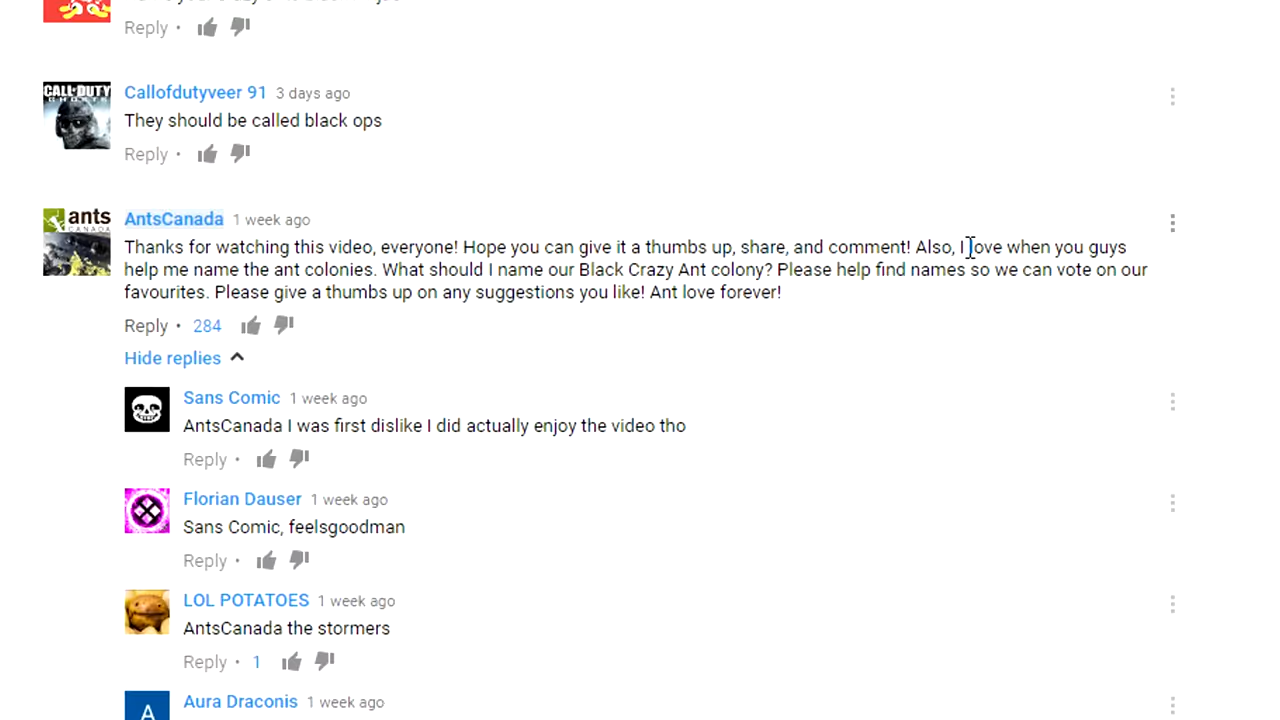 Reply •
CALL·DUTY
GHOSTS
Callofdutyveer 91 3 days ago
They should be called black ops
Reply •
ants
CANADA
AntsCanada 1 week ago
Thanks for watching this video, everyone! Hope you can give it a thumbs up, share, and comment! Also, I love when you guys
help me name the ant colonies. What should I name our Black Crazy Ant colony? Please help find names so we can vote on our
favourites. Please give a thumbs up on any suggestions you like! Ant love forever!
Reply • 284
Hide replies
Sans Comic 1 week ago
AntsCanada I was first dislike I did actually enjoy the video tho
Reply •
Florian Dauser 1 week ago
Sans Comic, feelsgoodman
Reply •
LOL POTATOES 1 week ago
AntsCanada the stormers
Reply • 1
A
Aura Draconis 1 week ago